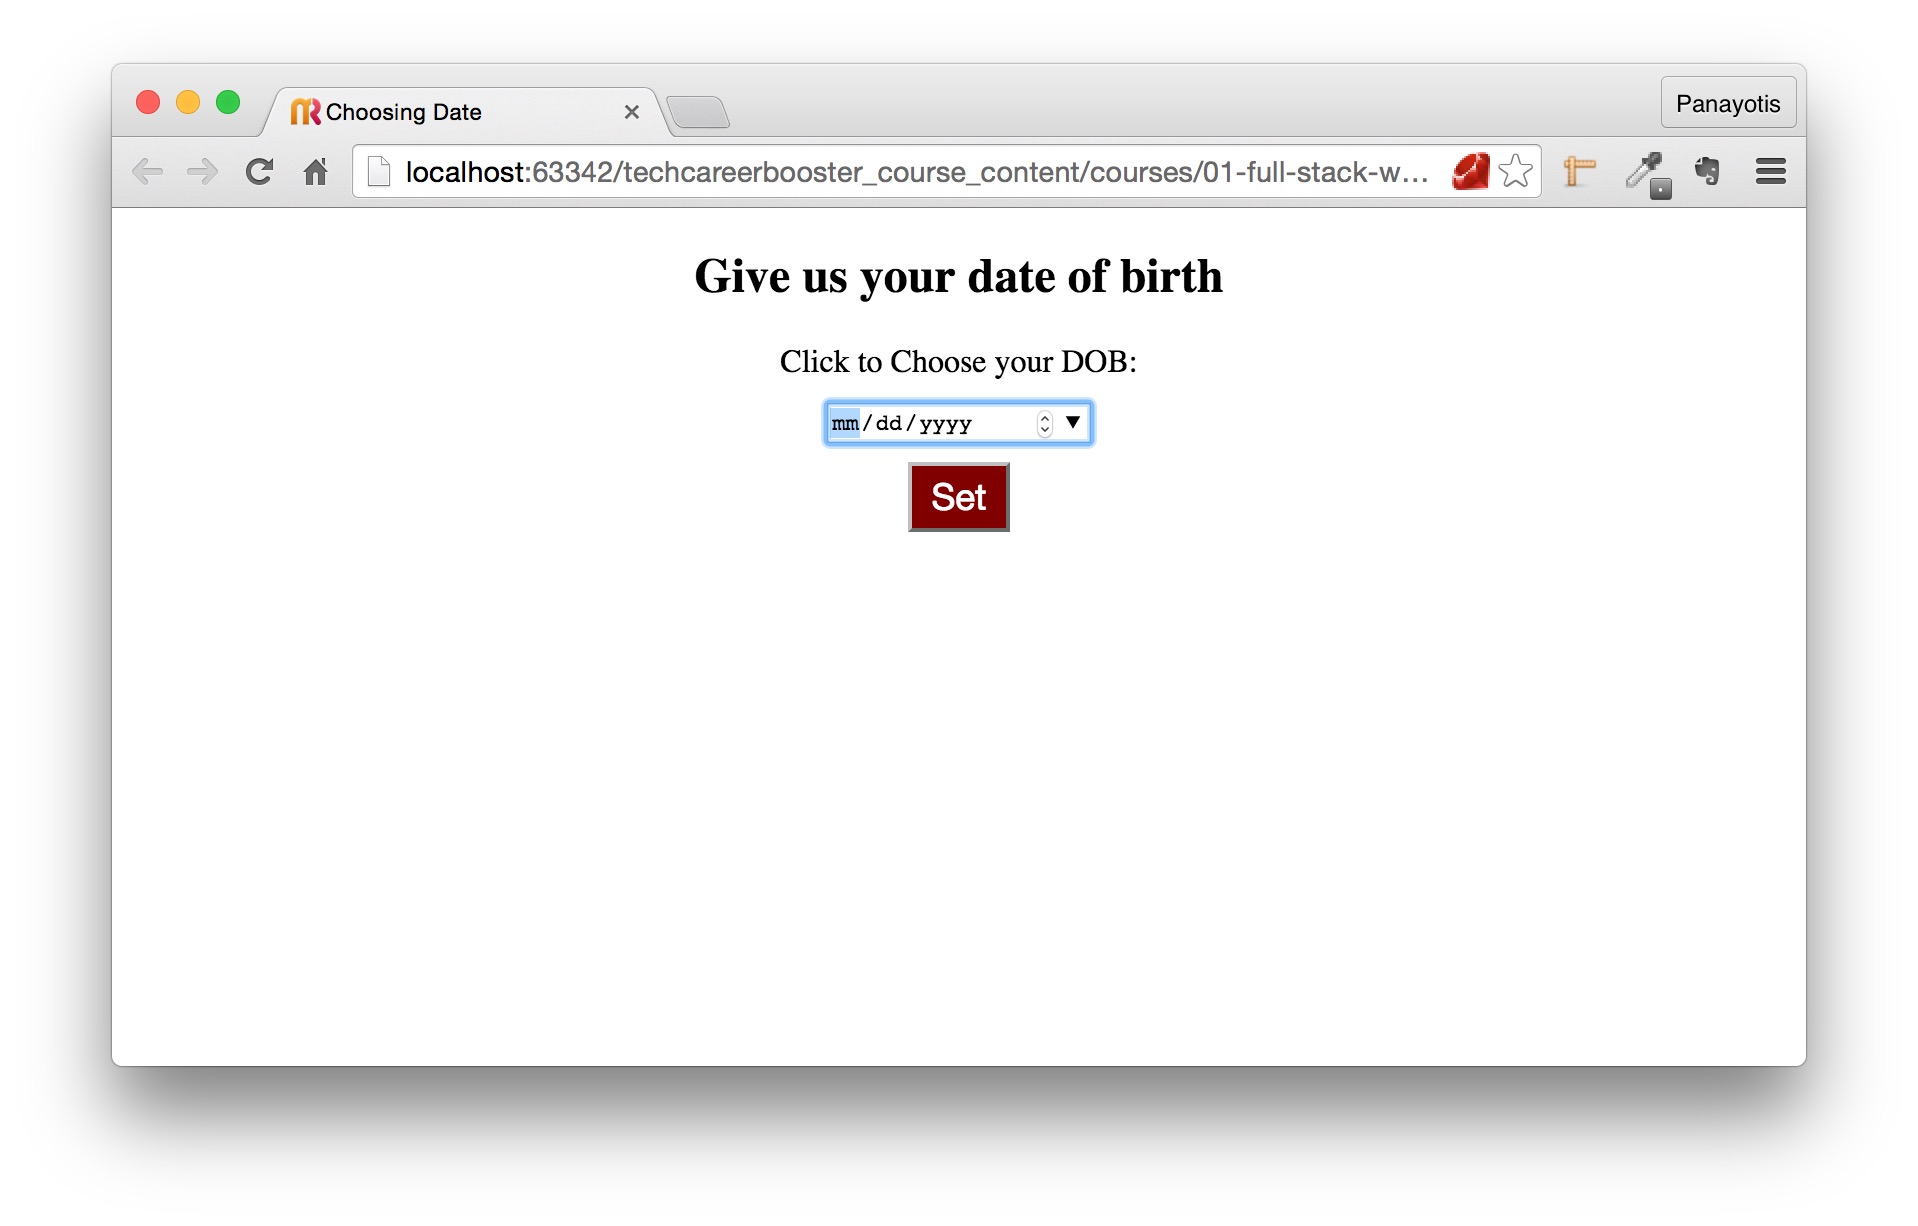 Choosing Date
Panayotis
localhost:63342/techcareerbooster_course_content/courses/01-full-stack-w...
Give us your date of birth
Click to Choose your DOB:
mm/dd/yyyy
Set